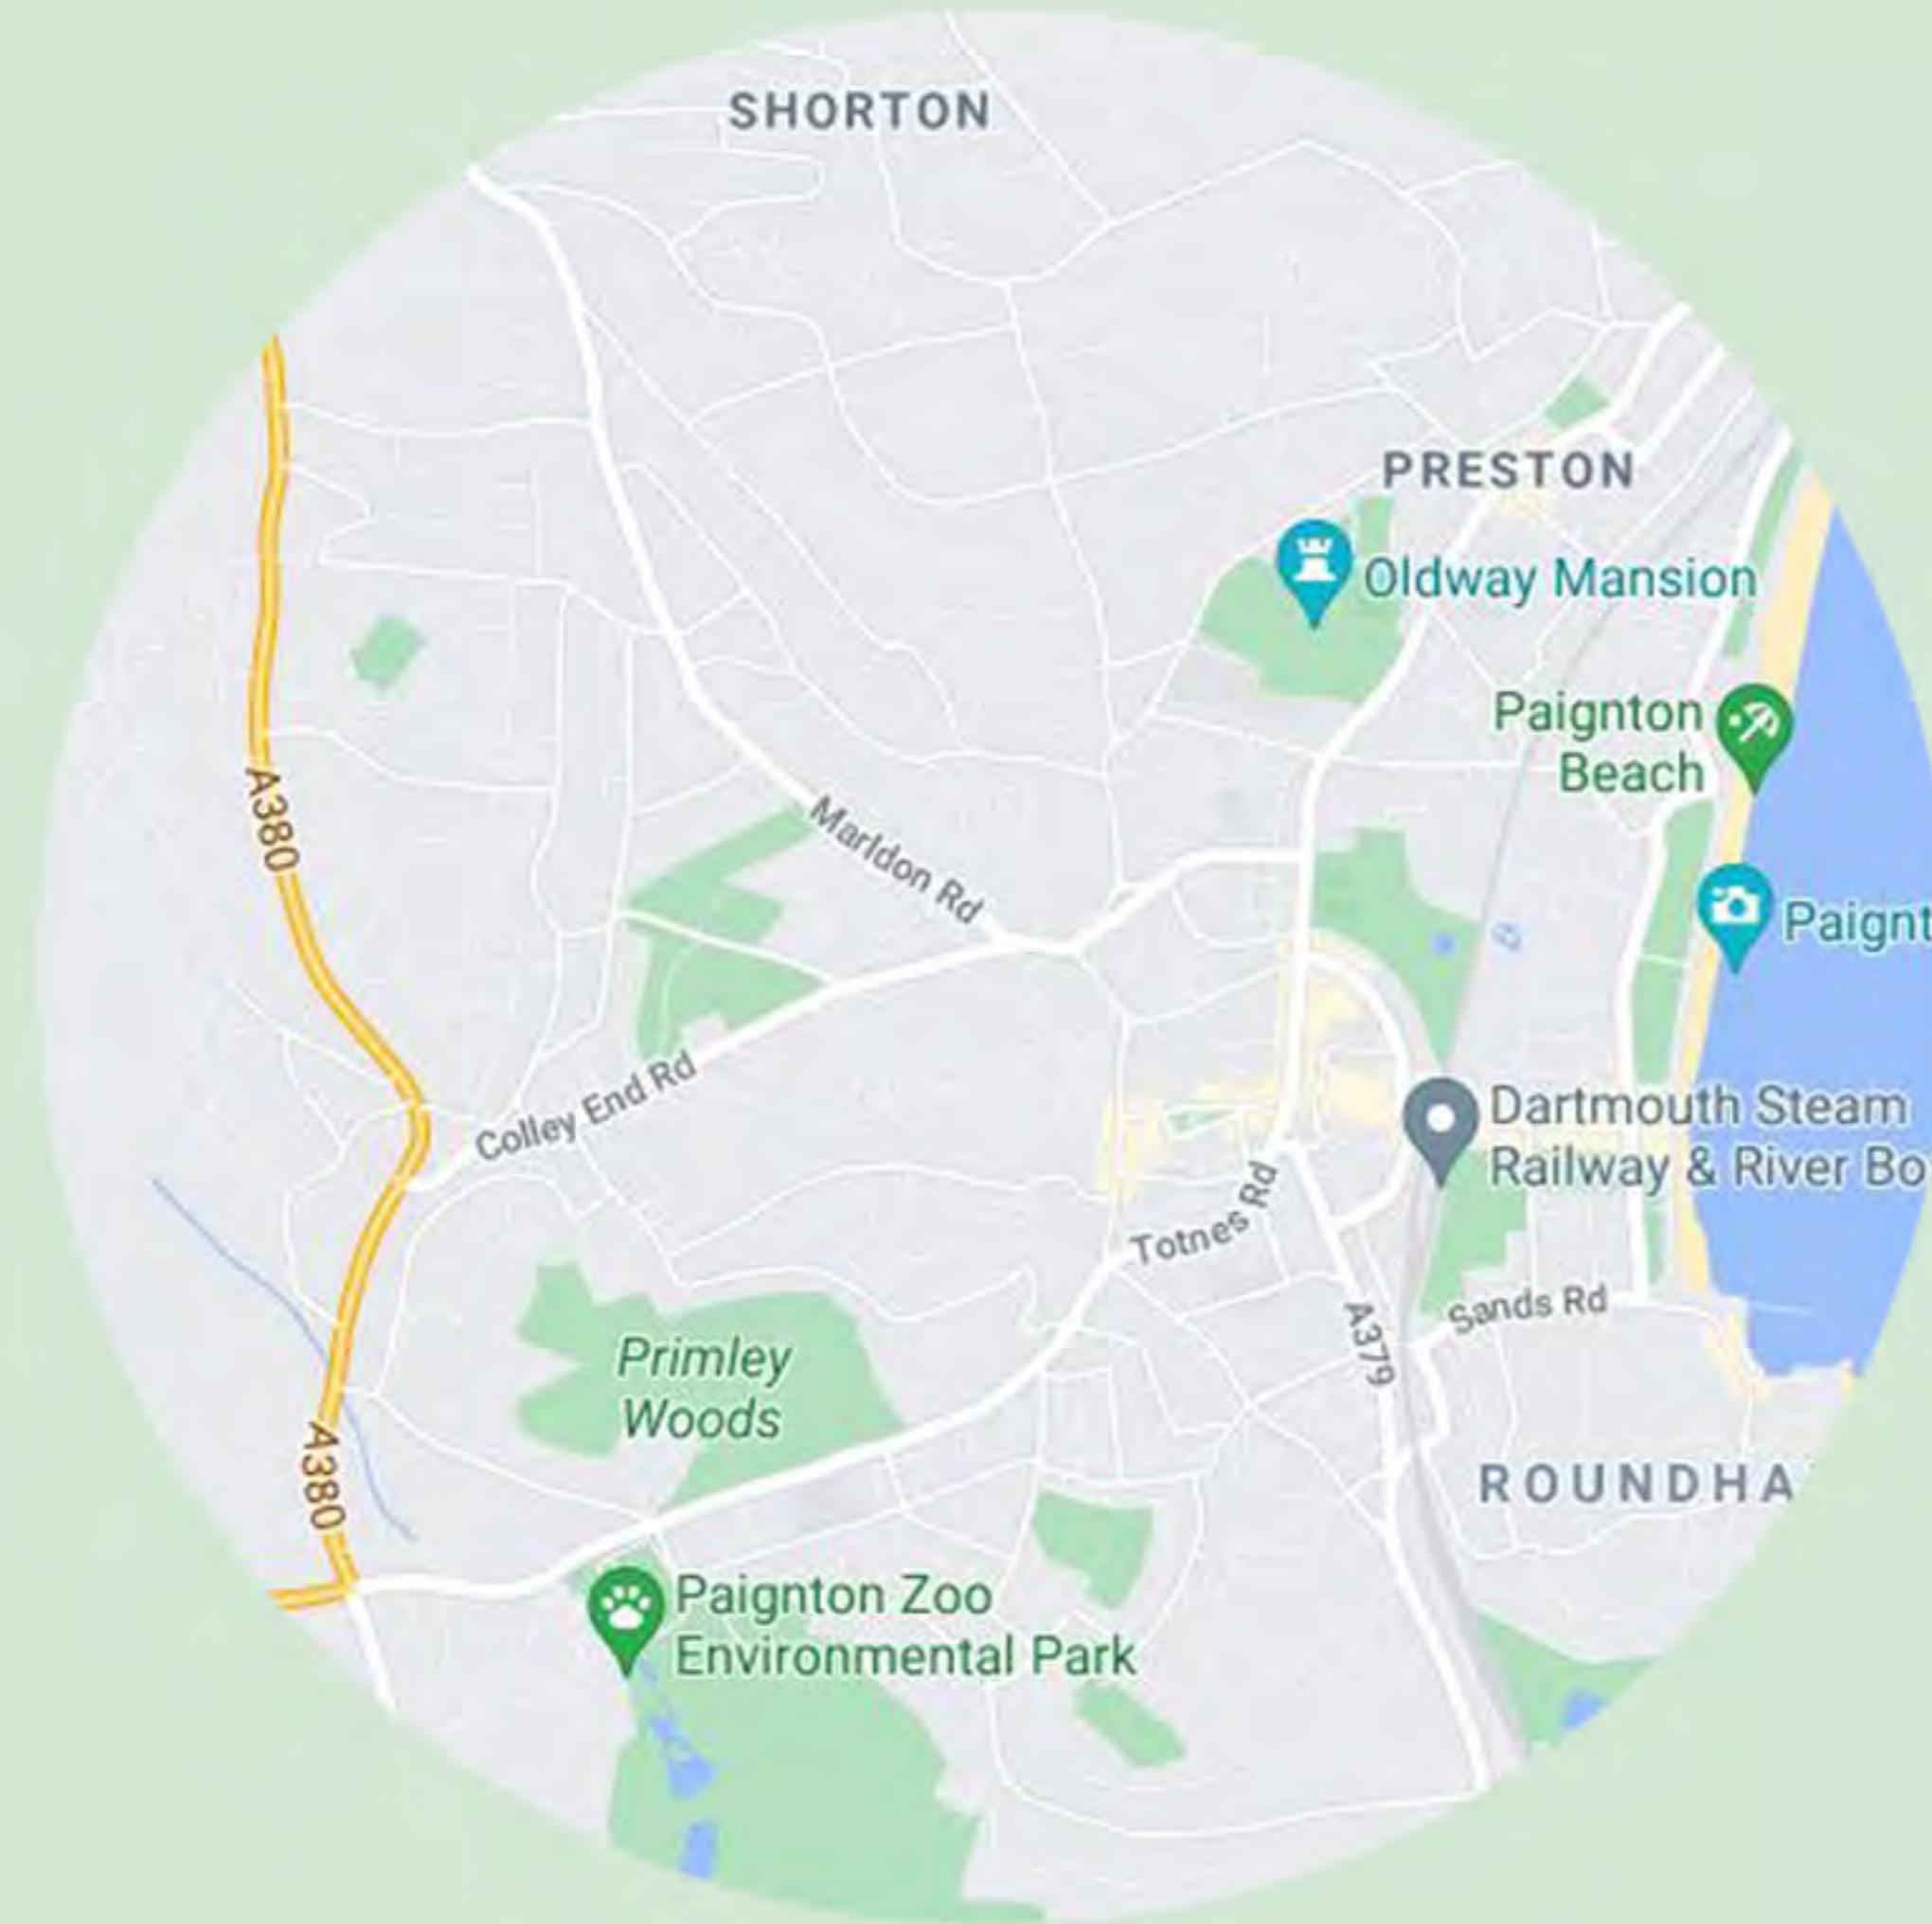 SHORTON
PRESTON
Oldway Mansion
Paignton
Beach
A380
Marldon Rd
Paignt
Colley End Rd
Dartmouth Steam
Railway & River Bo
Totnes Rd
Sands Rd
A379
Primley
Woods
A380
ROUNDHA
Paignton Zoo
Environmental Park